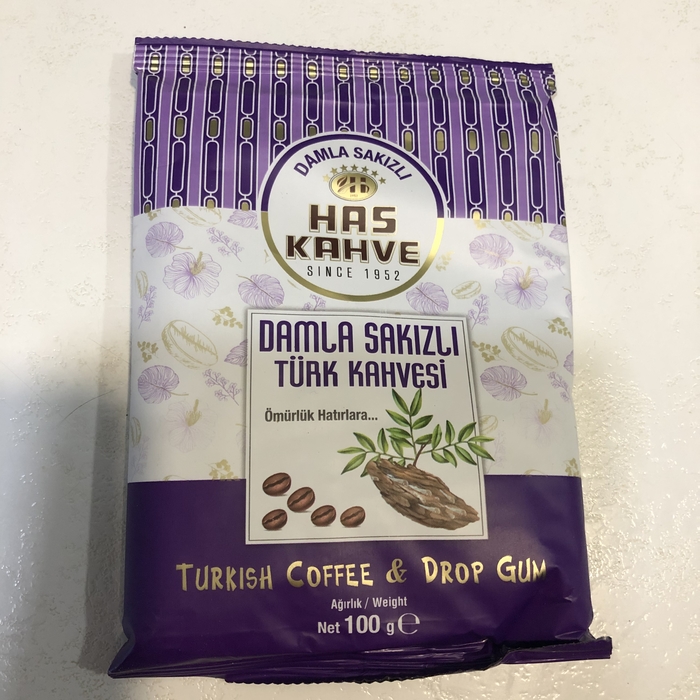 DAMLA SAKIZLI
HAS
KAHVE
SINCE 1952
DAMLA SAKIZLI
TÜRK KAHVESİ
Ömürlük Hatırlara...
TURKISH COFFEE & DROP GUM
Ağırlık / Weight
Net 100 g ℮